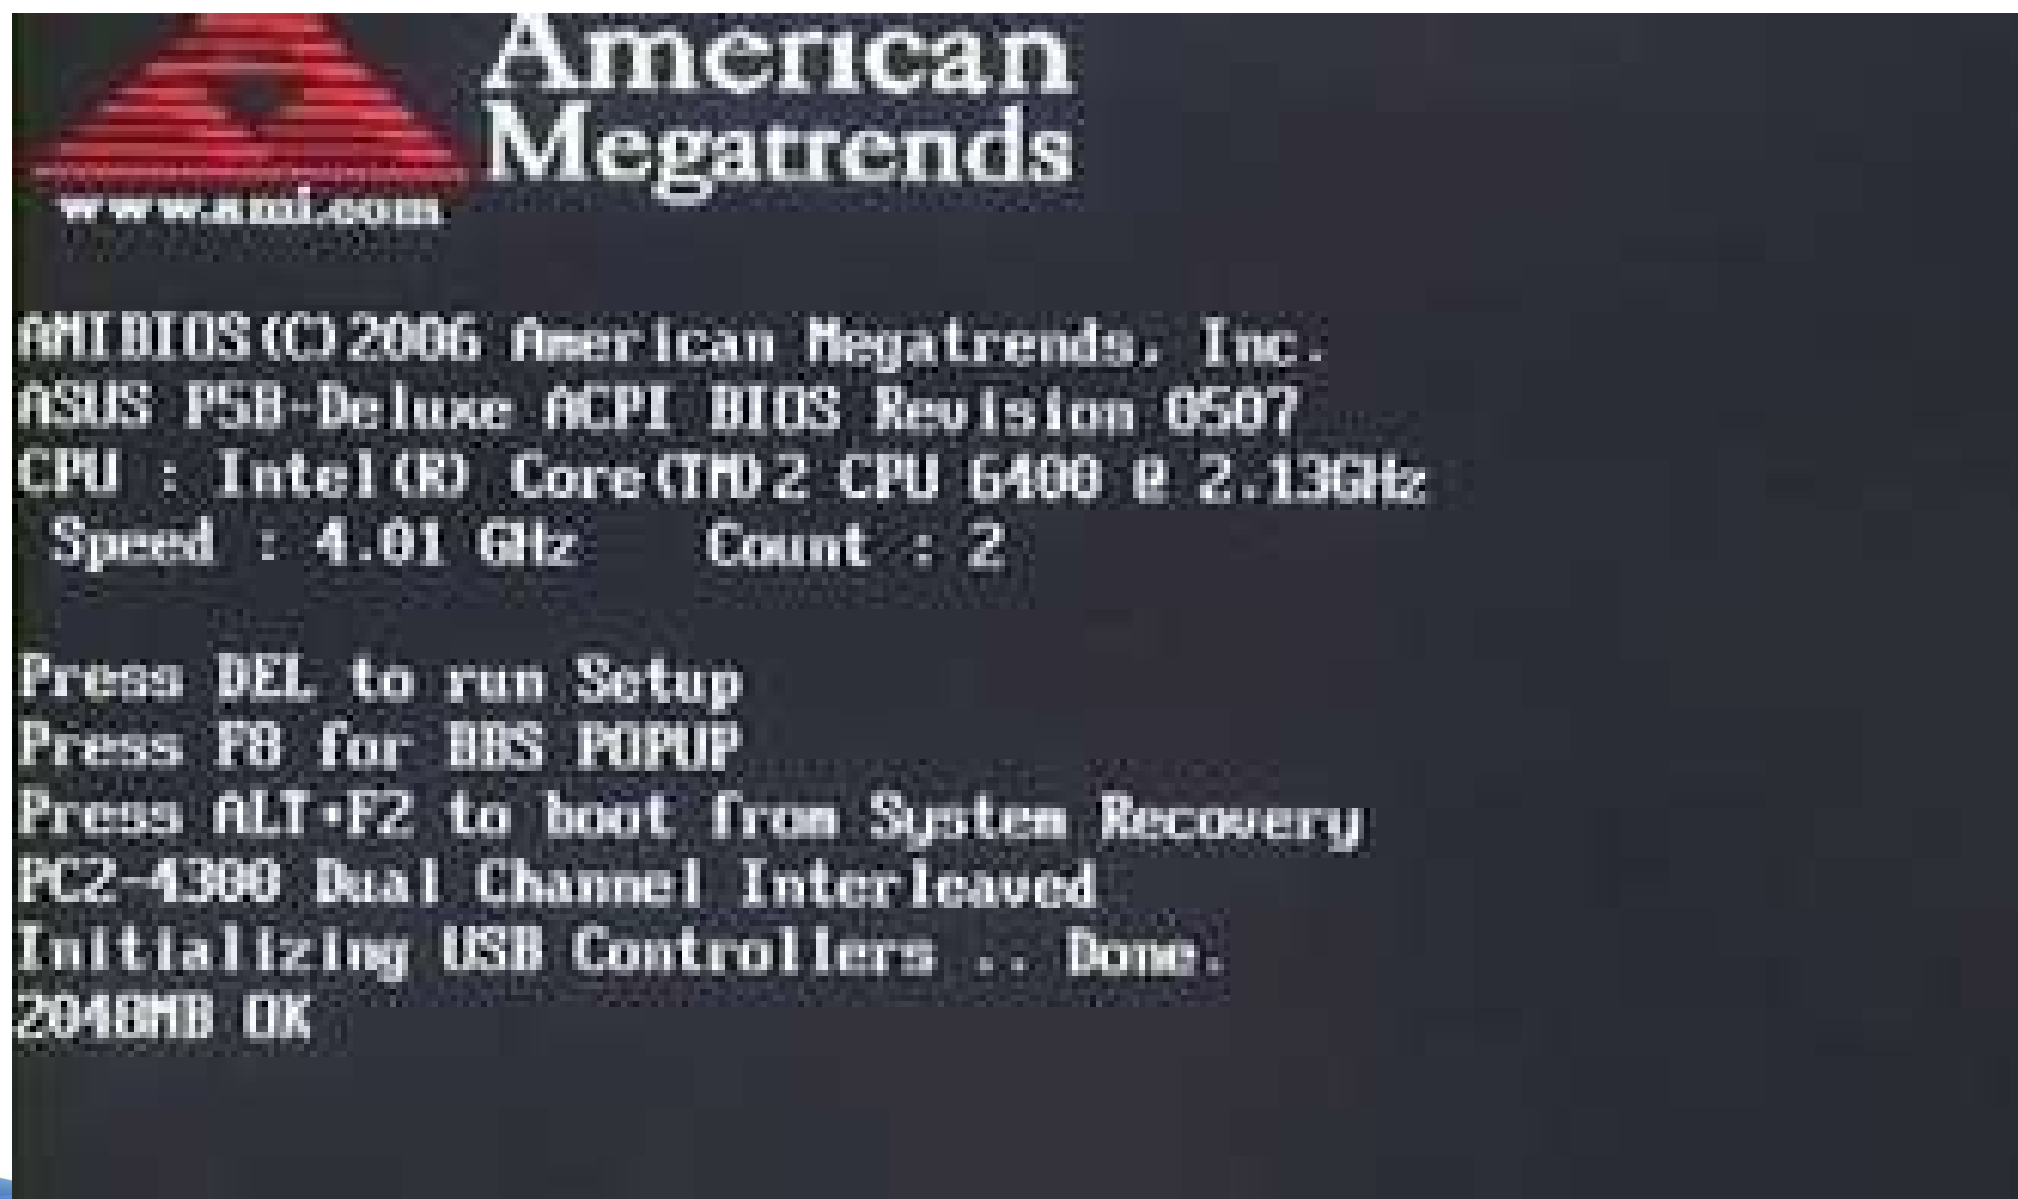 American
Megatrends
www.ami.com
AMIBIOS(C)2006 American Megatrends, Inc.
ASUS P5B-Deluxe ACPI BIOS Revision 0507
CPU : Intel(R) Core(TM)2 CPU 6400 @ 2.13GHz
Speed : 4.01 GHz Count : 2
Press DEL to run Setup
Press F8 for BBS POPUP
Press ALT+F2 to boot from System Recovery
PC2-4300 Dual Channel Interleaved
Initializing USB Controllers .. Done.
2048MB OK